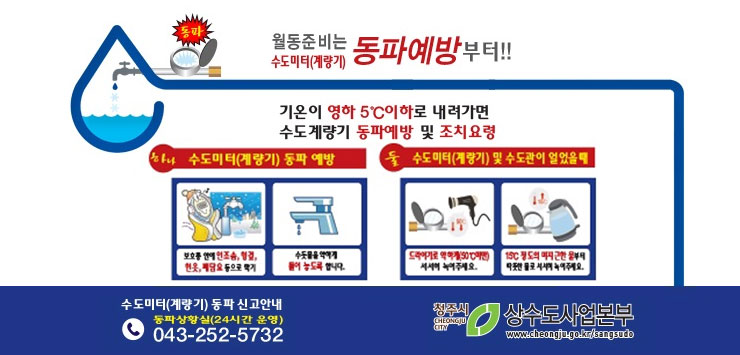 동파
월동준비는
수도미터(계량기) 동파예방부터!!
기온이 영하 5℃이하로 내려가면
수도계량기 동파예방 및 조치요령
하나 수도미터(계량기) 동파 예방
둘 수도미터(계량기) 및 수도관이 얼었을때
보호통 안에 인조솜, 헝겊,
헌옷, 폐담요 등으로 막기
수돗물을 약하게
틀어 놓도록 합니다.
드라이기로 약하게(50℃미만)
서서히 녹여주세요.
15℃ 정도의 미지근한 물부터
따뜻한 물로 서서히 녹여주세요.
수도미터(계량기) 동파 신고안내
동파상황실(24시간 운영)
043-252-5732
청주시
CHEONGJU
CITY
상수도사업본부
www.cheongju.go.kr/sangsudo